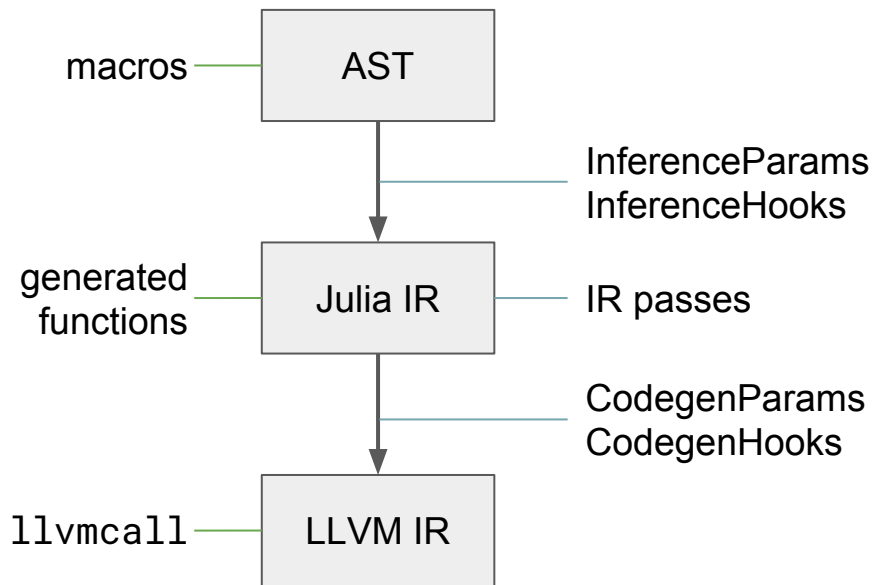 macros
AST
InferenceParams
InferenceHooks
generated
functions
Julia IR
IR passes
CodegenParams
CodegenHooks
llvmcall
LLVM IR